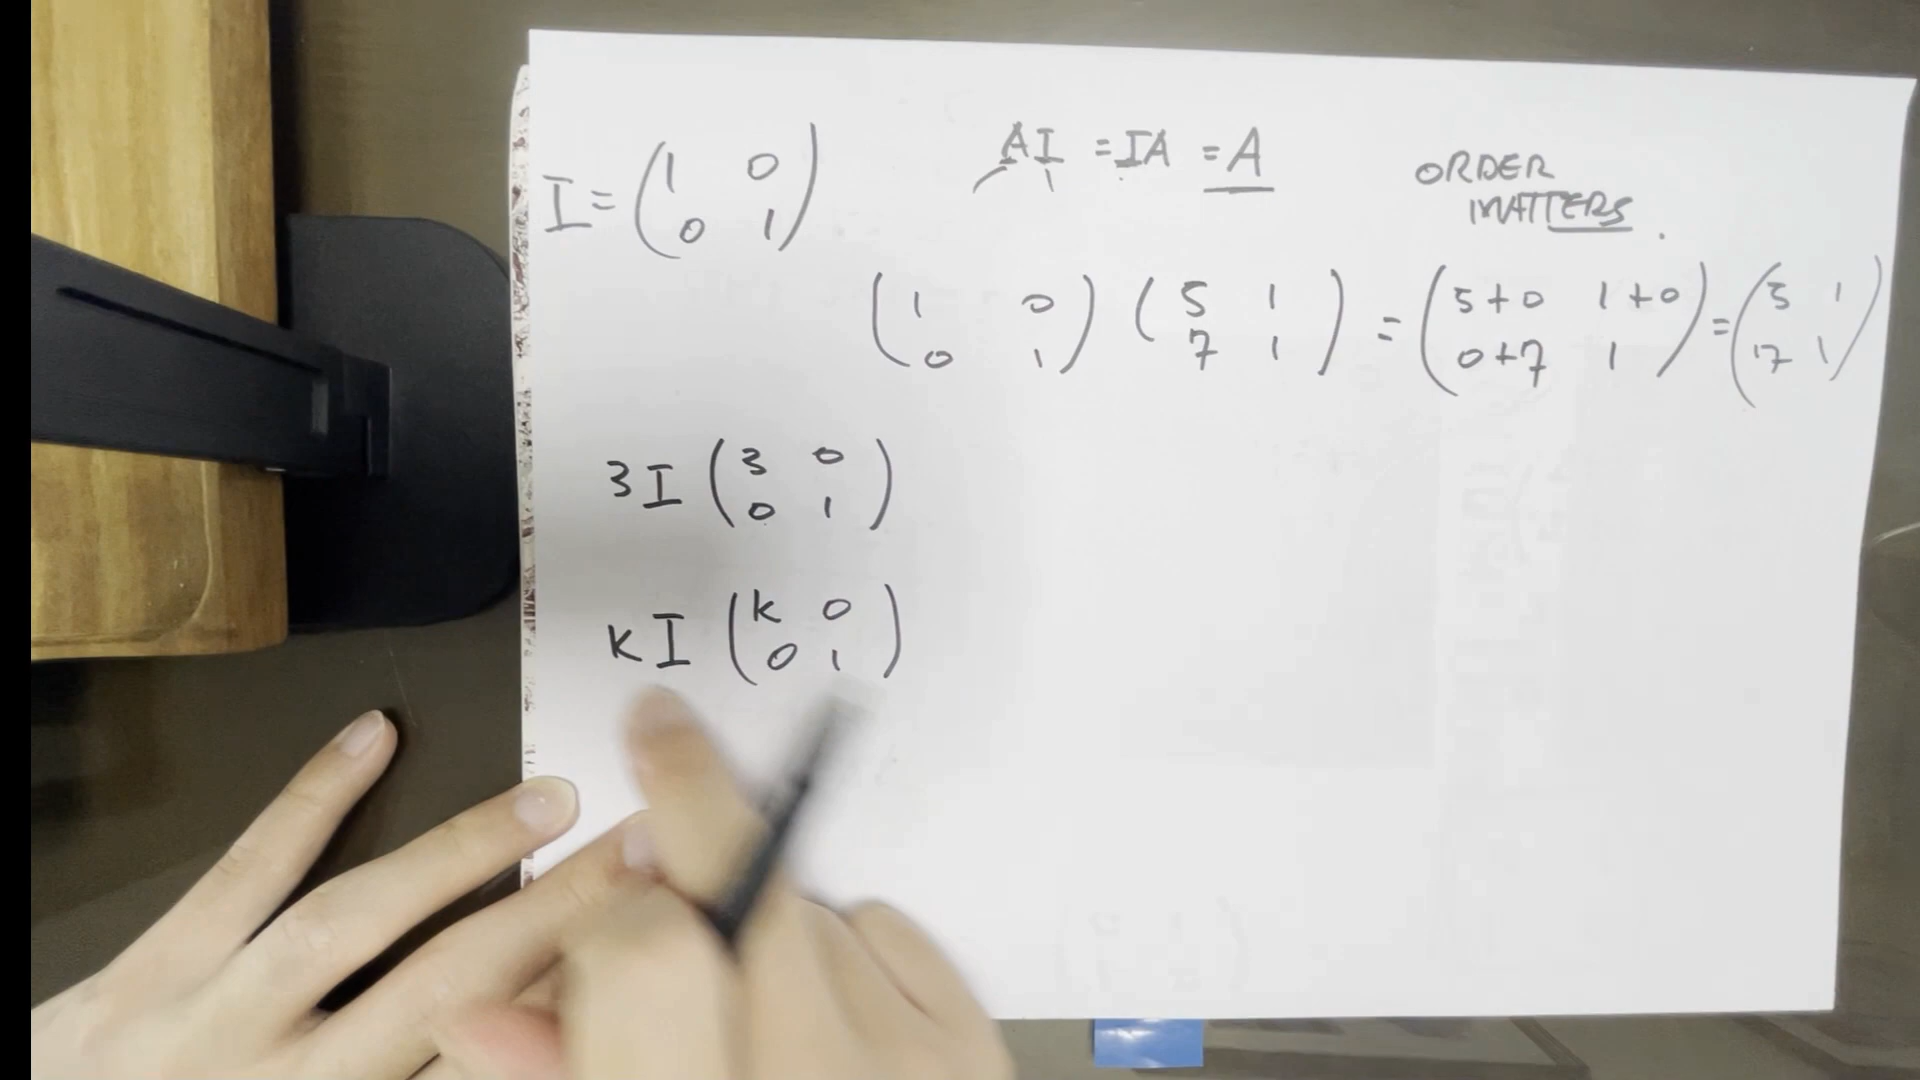 I = ( 1 0
0 1 )
AI = IA = A
ORDER
MATTERS.
( 1 0
0 1 ) ( 5 1
7 1 ) = ( 5+0 1+0
0+7 1 ) = ( 5 1
7 1 )
3I ( 3 0
0 1 )
kI ( k 0
0 1 )